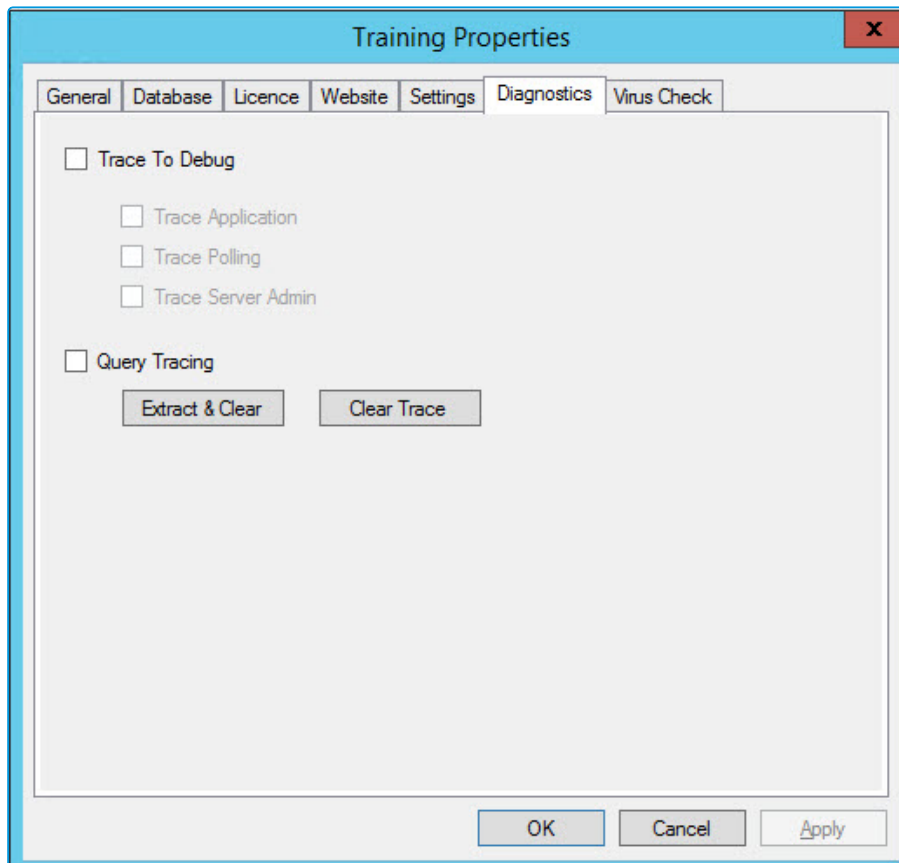 Training Properties
x
General Database Licence Website Settings Diagnostics Virus Check
Trace To Debug
Trace Application
Trace Polling
Trace Server Admin
Query Tracing
Extract & Clear Clear Trace
OK Cancel Apply